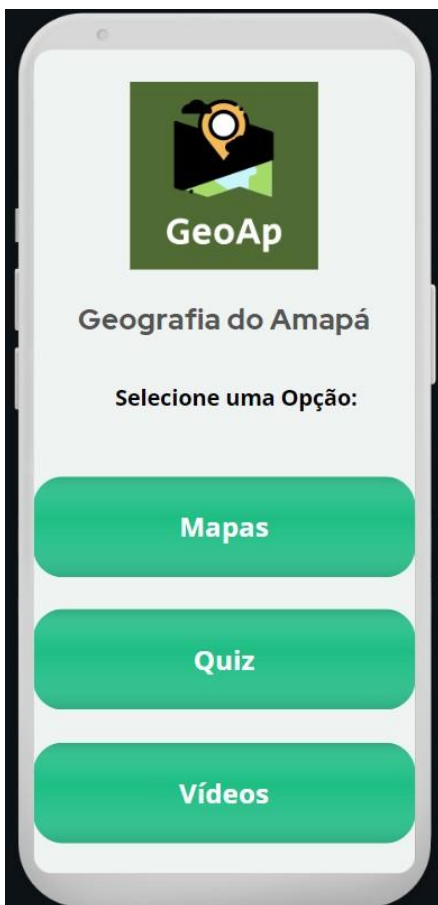 GeoAp
Geografia do Amapá
Selecione uma Opção:
Mapas
Quiz
Vídeos